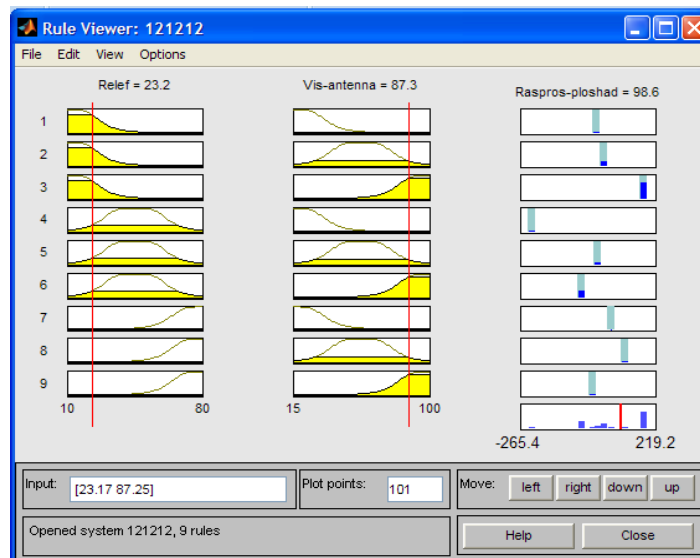 Rule Viewer: 121212
File Edit View Options
Relef = 23.2 Vis-antenna = 87.3 Raspros-ploshad = 98.6
1
2
3
4
5
6
7
8
9
10 80 15 100
-265.4 219.2
Input: [23.17 87.25] Plot points: 101 Move: left right down up
Opened system 121212, 9 rules Help Close